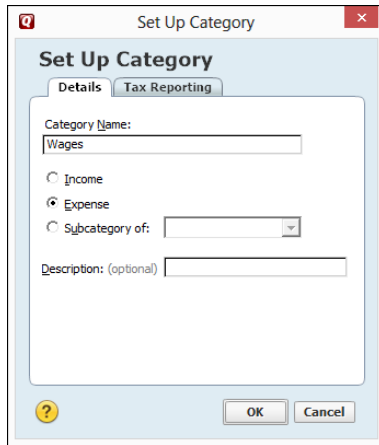 Set Up Category
Set Up Category
Details Tax Reporting
Category Name:
Wages
Income
Expense
Subcategory of:
Description: (optional)
? OK Cancel